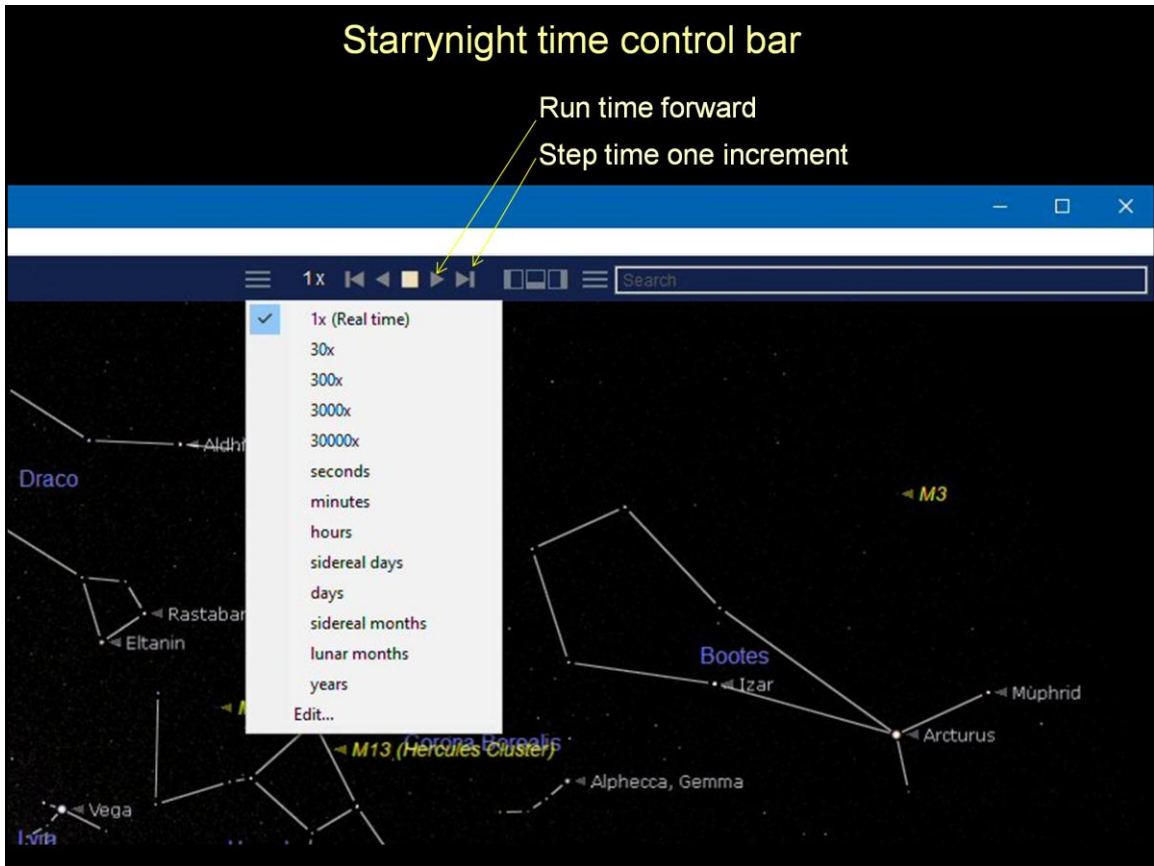 Starrynight time control bar
Run time forward
Step time one increment
1x
Search
1x (Real time)
30x
300x
3000x
30000x
seconds
minutes
hours
sidereal days
days
sidereal months
lunar months
years
Edit...
Draco
M3
Rastaban
Eltanin
Bootes
Izar
Mùphrid
Arcturus
Corona Borealis
M13 (Hercules Cluster)
Alphecca, Gemma
Vega
Lyra